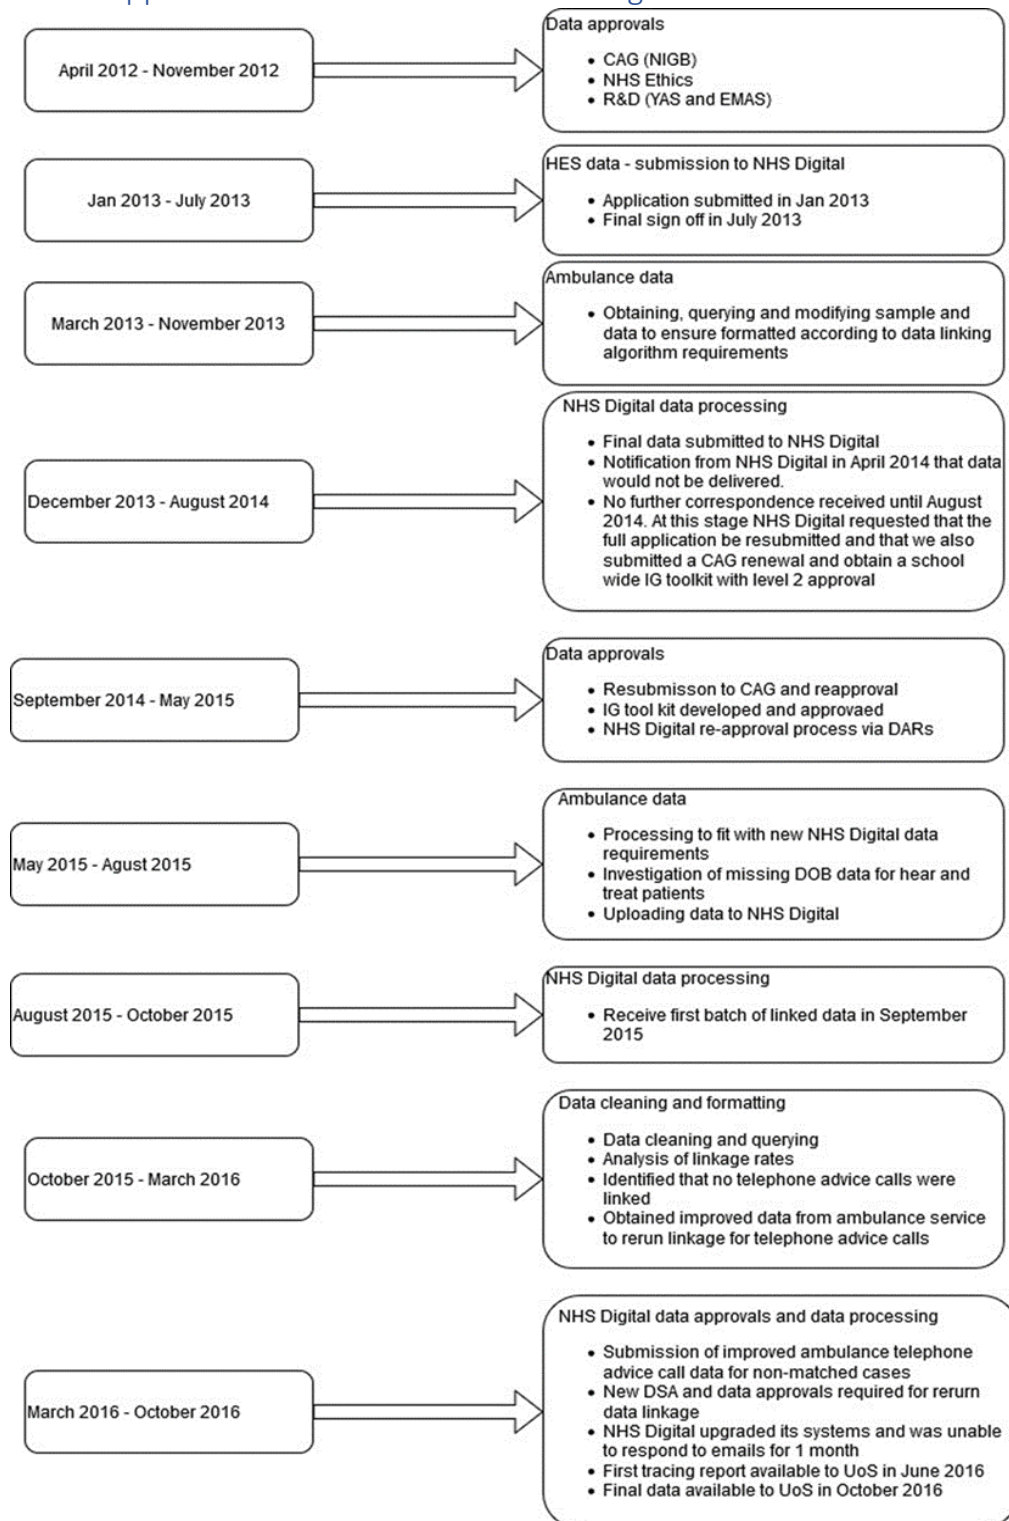 April 2012 - November 2012
Data approvals
• CAG (NIGB)
• NHS Ethics
• R&D (YAS and EMAS)
Jan 2013 - July 2013
HES data - submission to NHS Digital
• Application submitted in Jan 2013
• Final sign off in July 2013
March 2013 - November 2013
Ambulance data
• Obtaining, querying and modifying sample and
data to ensure formatted according to data linking
algorithm requirements
December 2013 - August 2014
NHS Digital data processing
• Final data submitted to NHS Digital
• Notification from NHS Digital in April 2014 that data
would not be delivered.
• No further correspondence received until August
2014. At this stage NHS Digital requested that the
full application be resubmitted and that we also
submitted a CAG renewal and obtain a school
wide IG toolkit with level 2 approval
September 2014 - May 2015
Data approvals
• Resubmisson to CAG and reapproval
• IG tool kit developed and approvaed
• NHS Digital re-approval process via DARs
May 2015 - Agust 2015
Ambulance data
• Processing to fit with new NHS Digital data
requirements
• Investigation of missing DOB data for hear and
treat patients
• Uploading data to NHS Digital
August 2015 - October 2015
NHS Digital data processing
• Receive first batch of linked data in September
2015
October 2015 - March 2016
Data cleaning and formatting
• Data cleaning and querying
• Analysis of linkage rates
• Identified that no telephone advice calls were
linked
• Obtained improved data from ambulance service
to rerun linkage for telephone advice calls
March 2016 - October 2016
NHS Digital data approvals and data processing
• Submission of improved ambulance telephone
advice call data for non-matched cases
• New DSA and data approvals required for rerurn
data linkage
• NHS Digital upgraded its systems and was unable
to respond to emails for 1 month
• First tracing report available to UoS in June 2016
• Final data available to UoS in October 2016